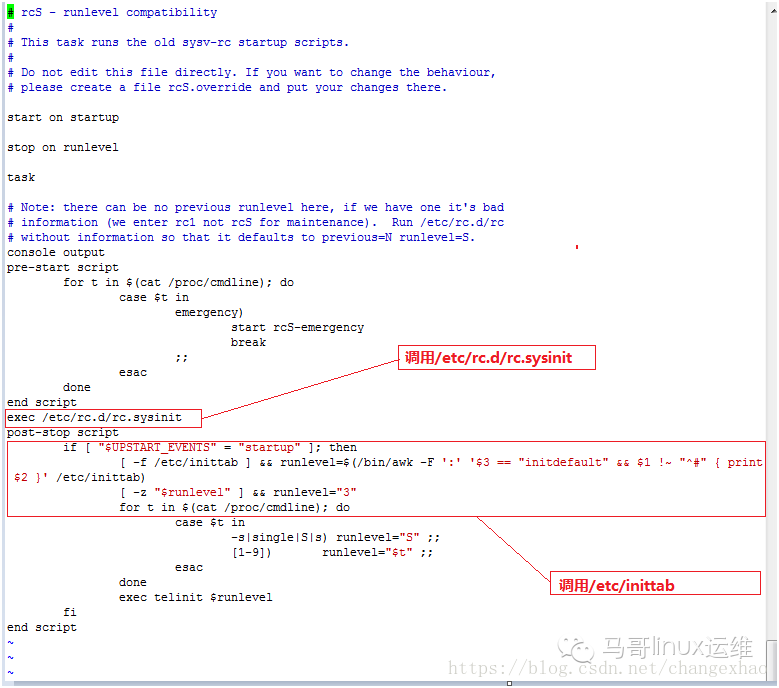 # rcS - runlevel compatibility
#
# This task runs the old sysv-rc startup scripts.
#
# Do not edit this file directly. If you want to change the behaviour,
# please create a file rcS.override and put your changes there.
start on startup
stop on runlevel
task
# Note: there can be no previous runlevel here, if we have one it's bad
# information (we enter rc1 not rcS for maintenance).  Run /etc/rc.d/rc
# without information so that it defaults to previous=N runlevel=S.
console output
pre-start script
        for t in $(cat /proc/cmdline); do
                case $t in
                        emergency)
                                start rcS-emergency
                                break
                        ;;
                esac
        done
end script
调用/etc/rc.d/rc.sysinit
exec /etc/rc.d/rc.sysinit
post-stop script
        if [ "$UPSTART_EVENTS" = "startup" ]; then
                [ -f /etc/inittab ] && runlevel=$(/bin/awk -F ':' '$3 == "initdefault" && $1 !~ "^#" { print
$2 }' /etc/inittab)
                [ -z "$runlevel" ] && runlevel="3"
                for t in $(cat /proc/cmdline); do
                        case $t in
                                -s|single|S|s) runlevel="S" ;;
                                [1-9])       runlevel="$t" ;;
                        esac
                done
                exec telinit $runlevel
        fi
end script
调用/etc/inittab
~
~
~
马哥linux运维
https://blog.csdn.net/changexhao